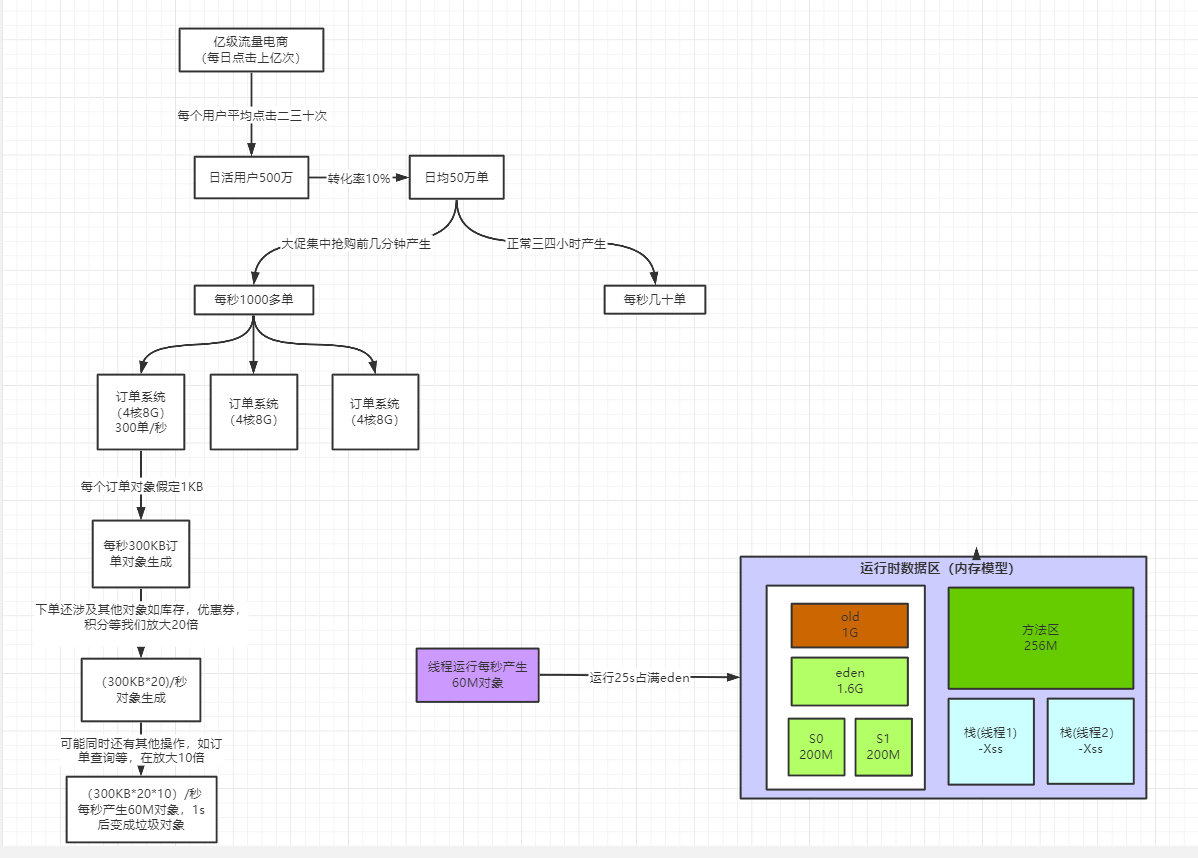 亿级流量电商
（每日点击上亿次）
每个用户平均点击二三十次
日活用户500万
转化率10%
日均50万单
大促集中抢购前几分钟产生
正常三四小时产生
每秒1000多单
每秒几十单
订单系统
（4核8G）
300单/秒
订单系统
（4核8G）
订单系统
（4核8G）
每个订单对象假定1KB
每秒300KB订
单对象生成
下单还涉及其他对象如库存，优惠券，
积分等我们放大20倍
（300KB*20)/秒
对象生成
可能同时还有其他操作，如订
单查询等，在放大10倍
（300KB*20*10）/秒
每秒产生60M对象，1s
后变成垃圾对象
线程运行每秒产生
60M对象
运行25s占满eden
运行时数据区（内存模型）
old
1G
eden
1.6G
S0
200M
S1
200M
方法区
256M
栈(线程1)
-Xss
栈(线程2）
-Xss